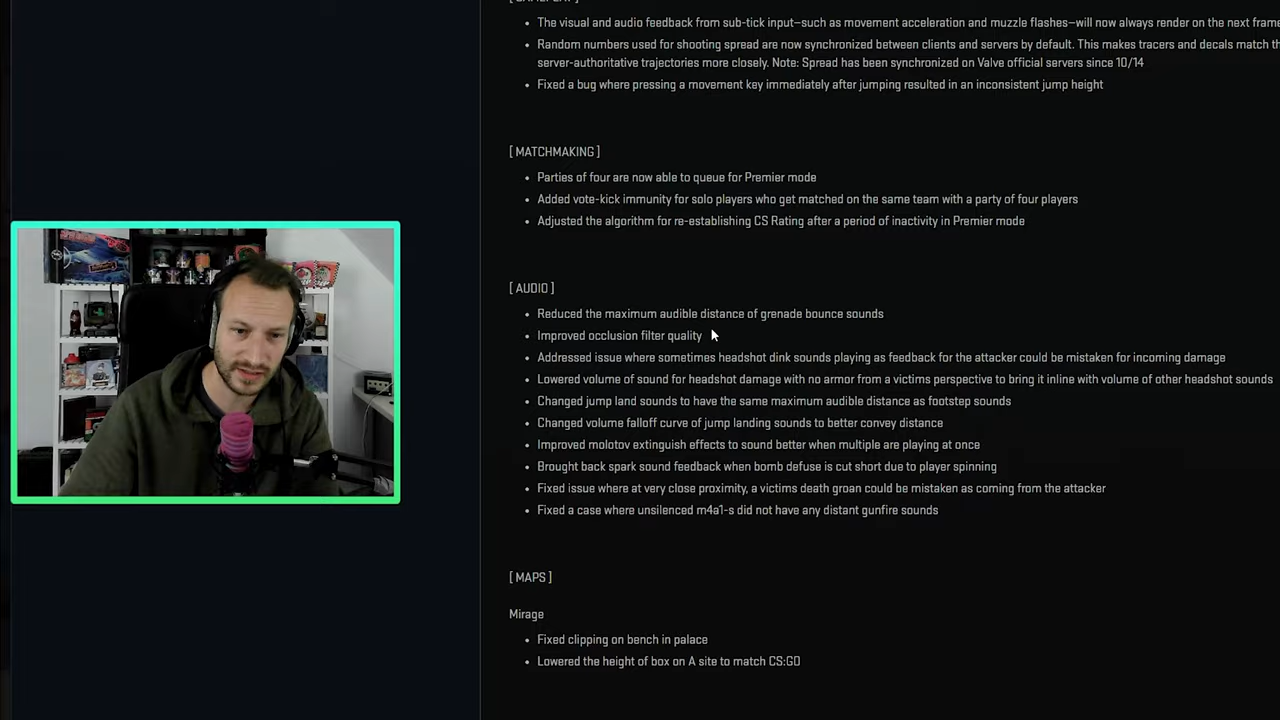 The visual and audio feedback from sub-tick input—such as movement acceleration and muzzle flashes—will now always render on the next frame
Random numbers used for shooting spread are now synchronized between clients and servers by default. This makes tracers and decals match
server-authoritative trajectories more closely. Note: Spread has been synchronized on Valve official servers since 10/14
Fixed a bug where pressing a movement key immediately after jumping resulted in an inconsistent jump height
[ MATCHMAKING ]
Parties of four are now able to queue for Premier mode
Added vote-kick immunity for solo players who get matched on the same team with a party of four players
Adjusted the algorithm for re-establishing CS Rating after a period of inactivity in Premier mode
[ AUDIO ]
Reduced the maximum audible distance of grenade bounce sounds
Improved occlusion filter quality
Addressed issue where sometimes headshot dink sounds playing as feedback for the attacker could be mistaken for incoming damage
Lowered volume of sound for headshot damage with no armor from a victims perspective to bring it inline with volume of other headshot sounds
Changed jump land sounds to have the same maximum audible distance as footstep sounds
Changed volume falloff curve of jump landing sounds to better convey distance
Improved molotov extinguish effects to sound better when multiple are playing at once
Brought back spark sound feedback when bomb defuse is cut short due to player spinning
Fixed issue where at very close proximity, a victims death groan could be mistaken as coming from the attacker
Fixed a case where unsilenced m4a1-s did not have any distant gunfire sounds
[ MAPS ]
Mirage
Fixed clipping on bench in palace
Lowered the height of box on A site to match CS:GO